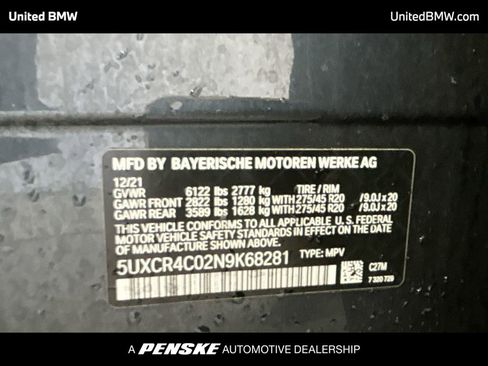 United BMW
UnitedBMW.com
MFD BY BAYERISCHE MOTOREN WERKE AG
12/21
GVWR 6122 lbs 2777 kg TIRE / RIM
GAWR FRONT 2822 lbs 1280 kg WITH 275/45 R20 /9.0J x 20
GAWR REAR 3589 lbs 1628 kg WITH 275/45 R20 /9.0J x 20
THIS VEHICLE CONFORMS TO ALL APPLICABLE U.S. FEDERAL
MOTOR VEHICLE SAFETY STANDARDS IN EFFECT ON THE DATE
OF MANUFACTURE SHOWN ABOVE.
5UXCR4C02N9K68281 TYPE: MPV
C27M
7 320 729
A PENSKE AUTOMOTIVE DEALERSHIP